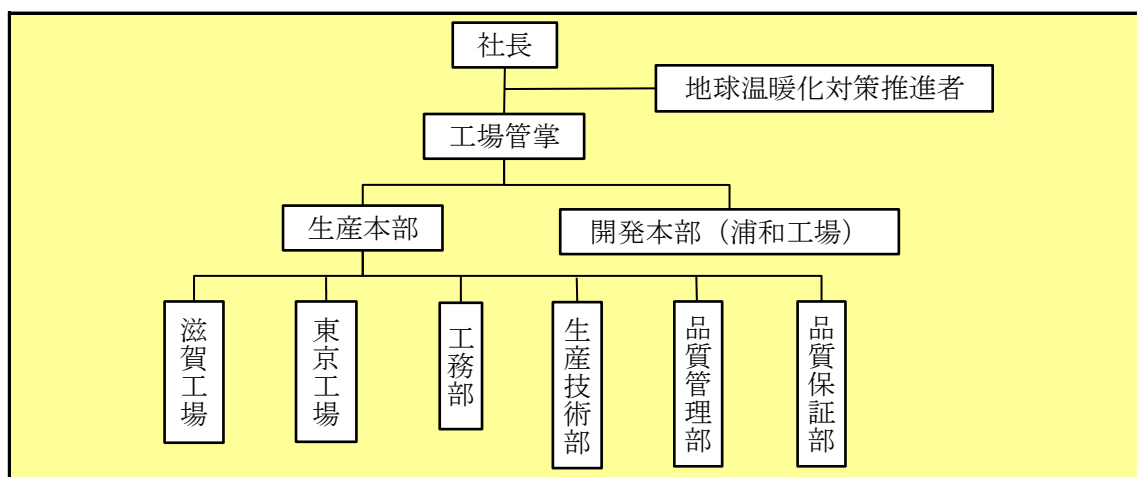 社長
地球温暖化対策推進者
工場管掌
生産本部
開発本部（浦和工場）
滋賀工場
東京工場
工務部
生産技術部
品質管理部
品質保証部